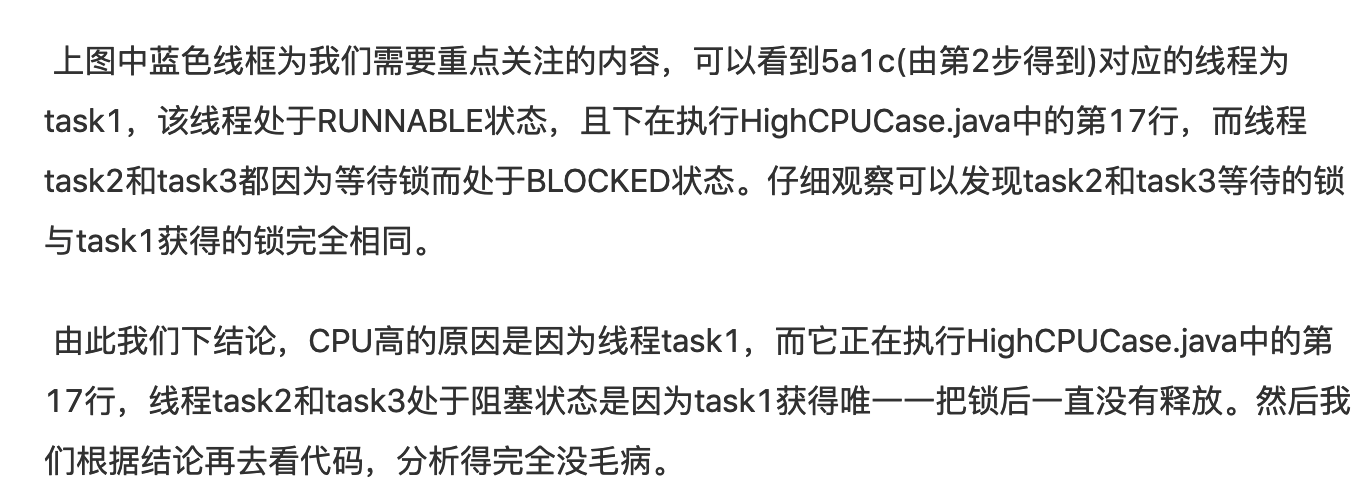 上图中蓝色线框为我们需要重点关注的内容，可以看到5a1c(由第2步得到)对应的线程为
task1，该线程处于RUNNABLE状态，且下在执行HighCPUCase.java中的第17行，而线程
task2和task3都因为等待锁而处于BLOCKED状态。仔细观察可以发现task2和task3等待的锁
与task1获得的锁完全相同。
由此我们下结论，CPU高的原因是因为线程task1，而它正在执行HighCPUCase.java中的第
17行，线程task2和task3处于阻塞状态是因为task1获得唯一一把锁后一直没有释放。然后我
们根据结论再去看代码，分析得完全没毛病。